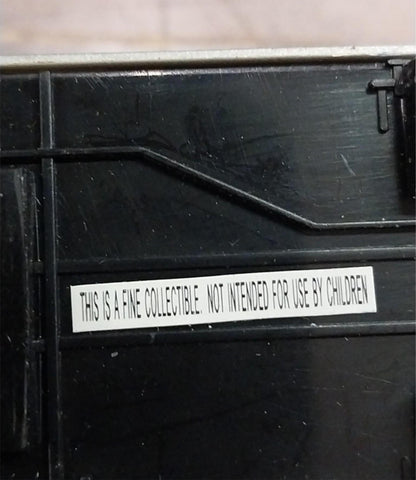 THIS IS A FINE COLLECTIBLE. NOT INTENDED FOR USE BY CHILDREN